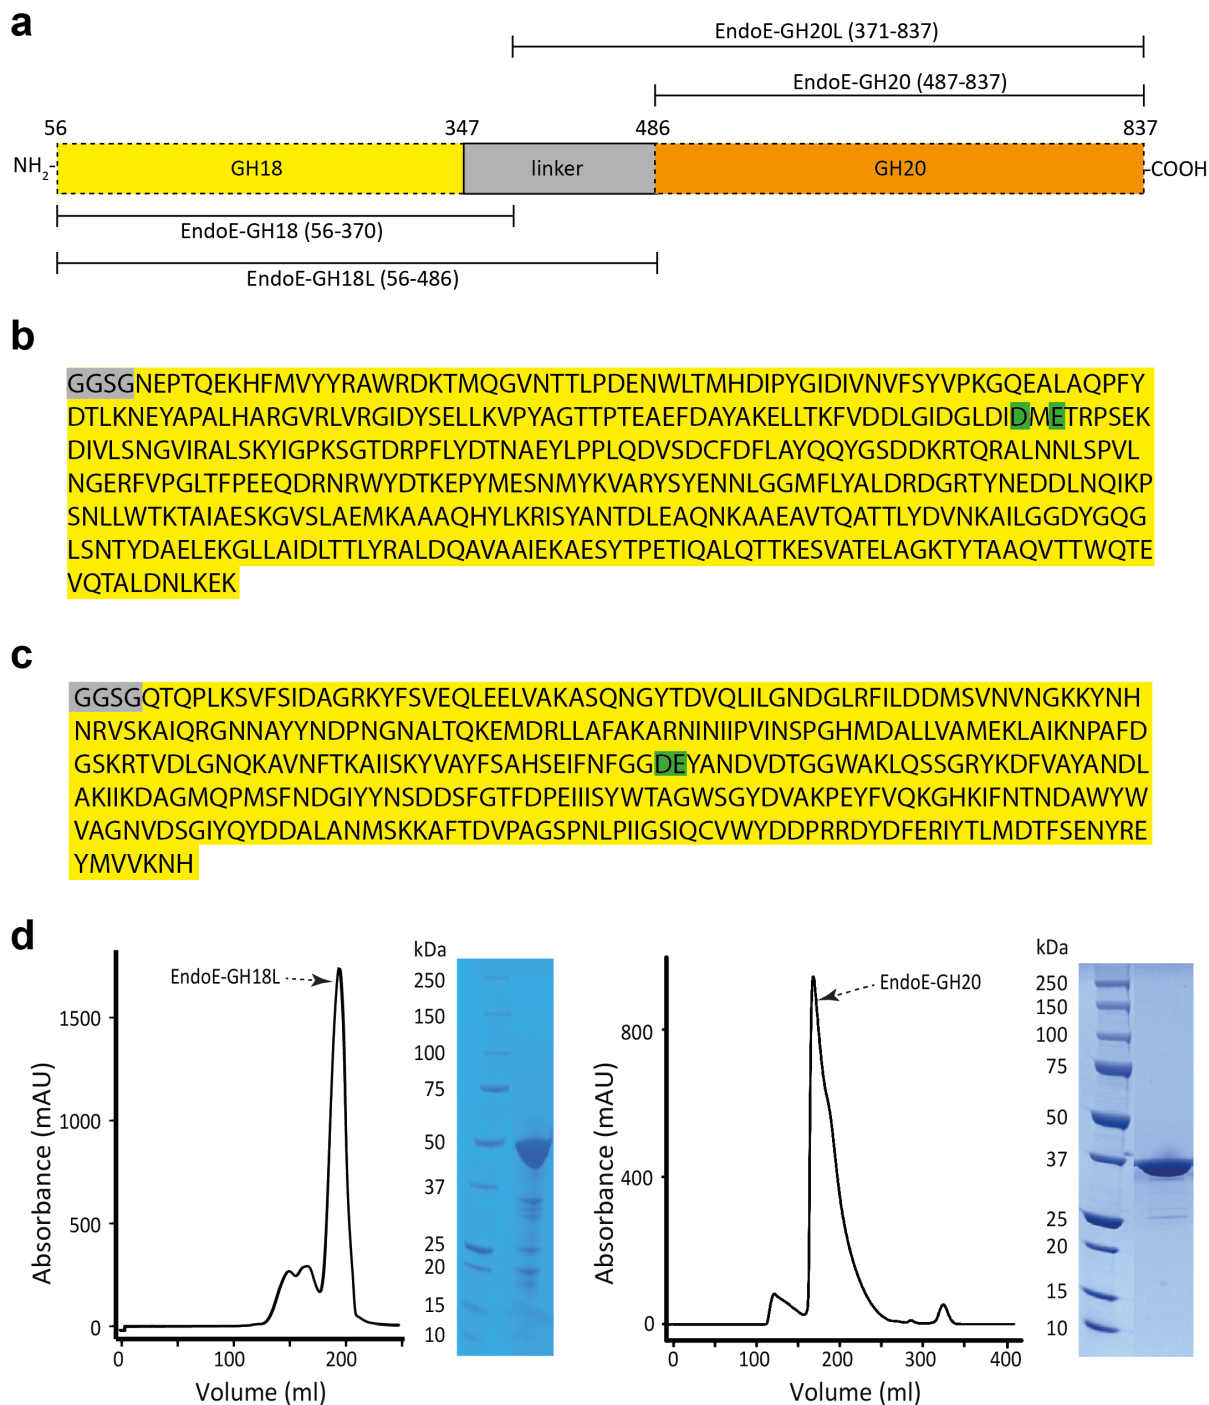 a
EndoE-GH20L (371-837)
EndoE-GH20 (487-837)
56 347 486 837
NH2- GH18 linker GH20 -COOH
EndoE-GH18 (56-370)
EndoE-GH18L (56-486)
b
GGSGNEPTQEKHFMVYYRAWRDKTMQGVNTTLPDENWLTMHDIPYGIDIVNVFSYVPKGQEALAQPFY
DTLKNEYAPALHARGVRLVRGIDYSELLKVPYAGTTPTEAEFDAYAKELLTKFVDDLGIDGLDIDMETRPSEK
DIVLSNGVIRALSKYIGPKSGTDRPFLYDTNAEYLPPLQDVSDCFDFLAYQQYGSDDKRTQRALNNLSPVL
NGERFVPGLTFPEEQDRNRWYDTKEPYMESNMYKVARYSYENNLGGMFLYALDRDGRTYNEDDLNQIKP
SNLLWTKTAIAESKGVSLAEMKAAAQHYLKRISYANTDLEAQNKAAEAVTQATTLYDVNKAILGGDYGQG
LSNTYDAELEKGLLAIDLTTLYRALDQAVAAIEKAESYTPETIQALQTTKESVATELAGKTYTAAQVTTWQTE
VQTALDNLKEK
c
GGSGQTQPLKSVFSIDAGRKYFSVEQLEELVAKASQNGYTDVQLILGNDGLRFILDDMSVNVNGKKYNH
NRVSKAIQRGNNAYYNDPNGNALTQKEMDRLLAFAKARNINIIPVINSPGHMDALLVAMEKLAIKNPAFD
GSKRTVDLGNQKAVNFTKAIISKYVAYFSAHSEIFNFGGDEYANDVDTGGWAKLQSSGRYKDFVAYANDL
AKIIKDAGMQPMSFNDGIYYNSDDSFGTFDPEIIISYWTAGWSGYDVAKPEYFVQKGHKIFNTNDAWYW
VAGNVDSGIYQYDDALANMSKKAFTDVPAGSPNLPIIGSIQCVWYDDPRRDYDFERIYTLMDTFSENYRE
YMVVKNH
d
Absorbance (mAU)
1500
1000
500
0
EndoE-GH18L
0 100 200
Volume (ml)
kDa
250
150
100
75
50
37
25
20
15
10
Absorbance (mAU)
800
400
0
EndoE-GH20
0 100 200 300 400
Volume (ml)
kDa
250
150
100
75
50
37
25
20
15
10